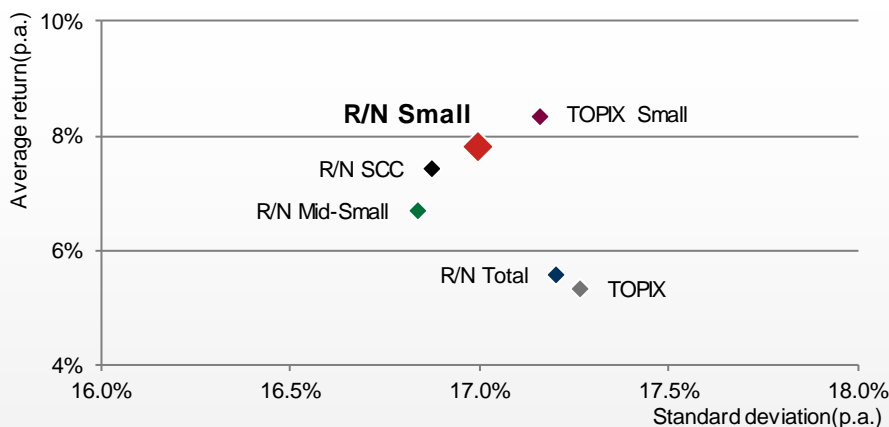 Average return(p.a.)
10%
8%
6%
4%
R/N Small
TOPIX Small
R/N SCC
R/N Mid-Small
R/N Total
TOPIX
16.0%
16.5%
17.0%
17.5%
18.0%
Standard deviation(p.a.)